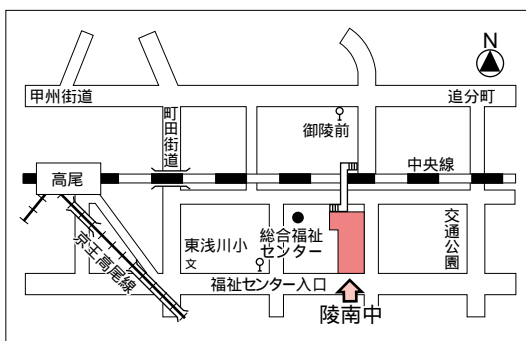 N
甲州街道
追分町
町田街道
御陵前
中央線
高尾
京王高尾線
東浅川小
文
総合福祉
センター
交通公園
福祉センター入口
陵南中